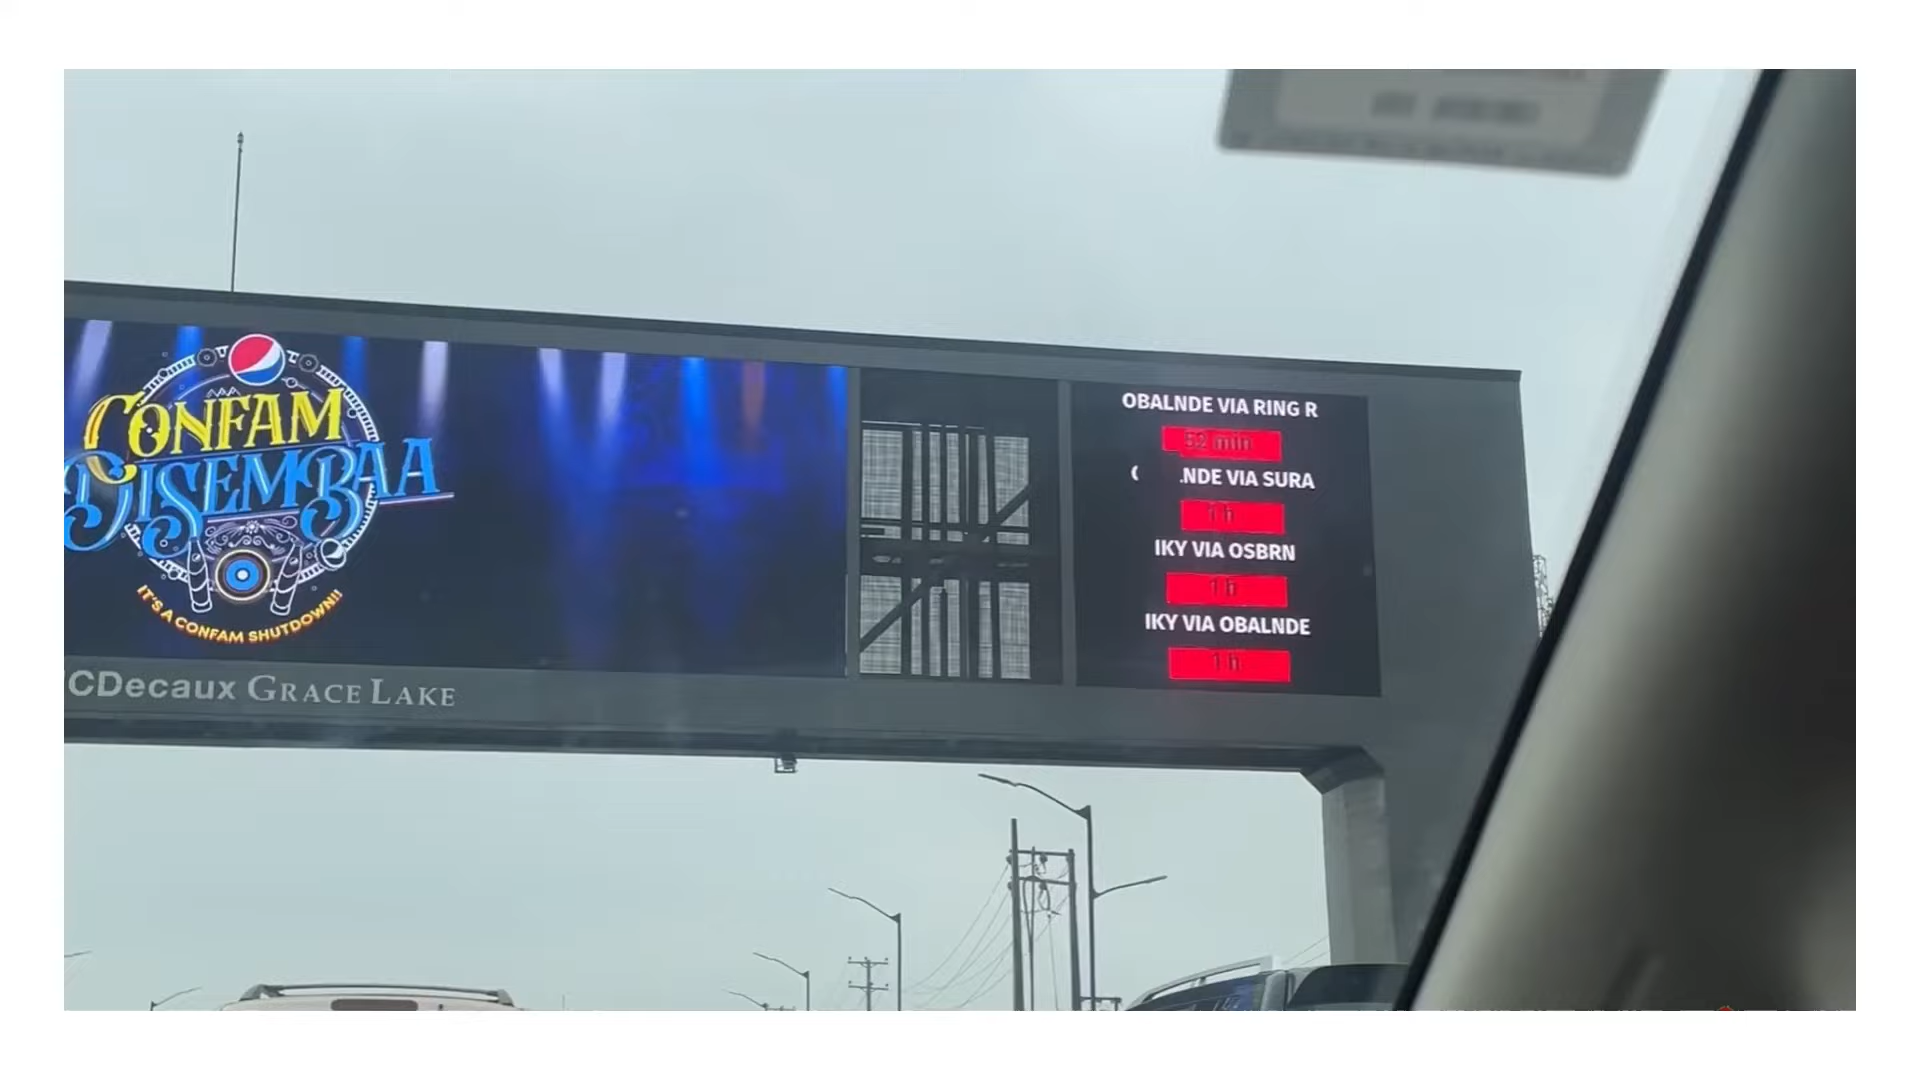 CONFAM
DISEMBAA
IT'S A CONFAM SHUTDOWN!!
CDecaux GRACE LAKE
OBALNDE VIA RING R
52 min
NDE VIA SURA
1 h
IKY VIA OSBRN
1 h
IKY VIA OBALNDE
1 h